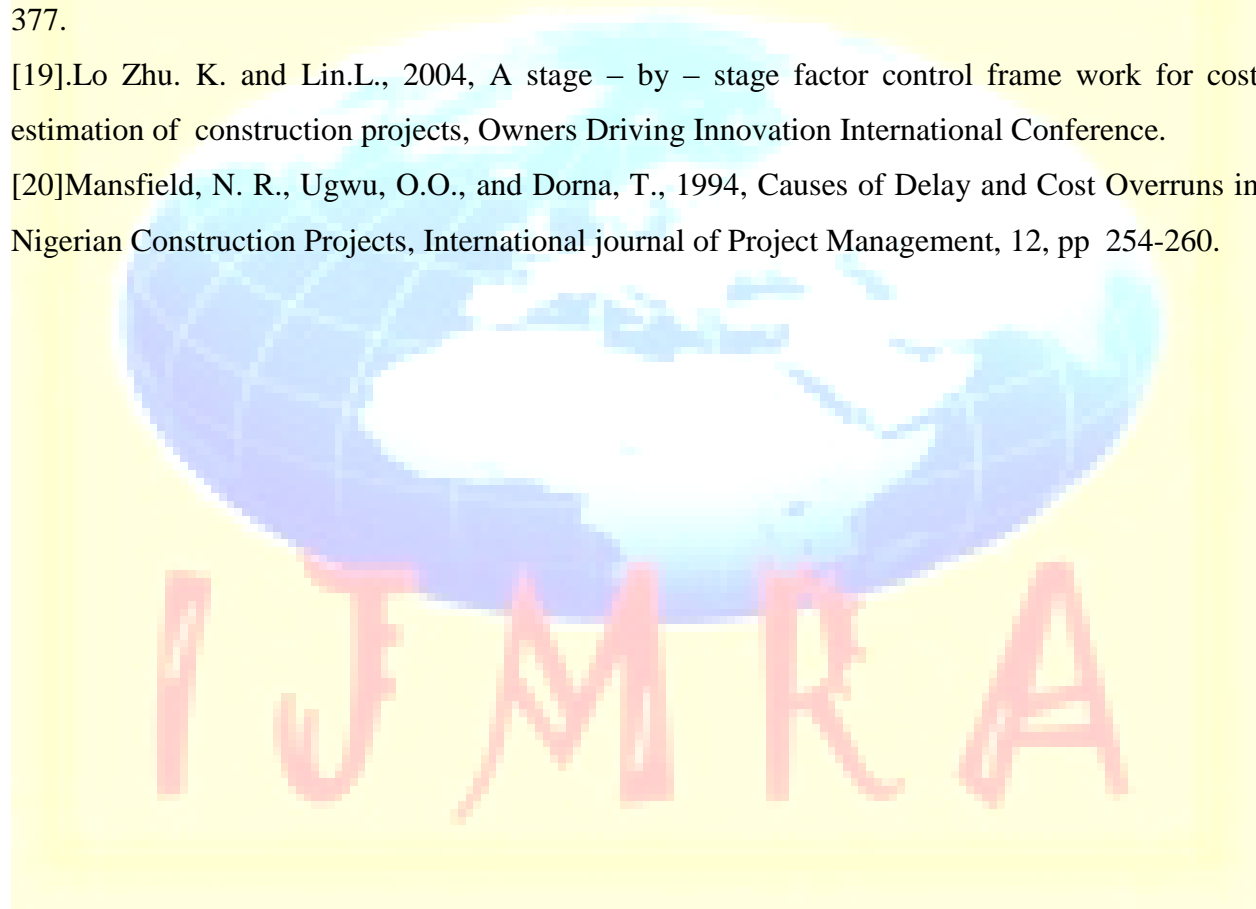 377.
[19].Lo Zhu. K. and Lin.L., 2004, A stage – by – stage factor control frame work for cost
estimation of construction projects, Owners Driving Innovation International Conference.
[20]Mansfield, N. R., Ugwu, O.O., and Dorna, T., 1994, Causes of Delay and Cost Overruns in
Nigerian Construction Projects, International journal of Project Management, 12, pp 254-260.
IJMRA